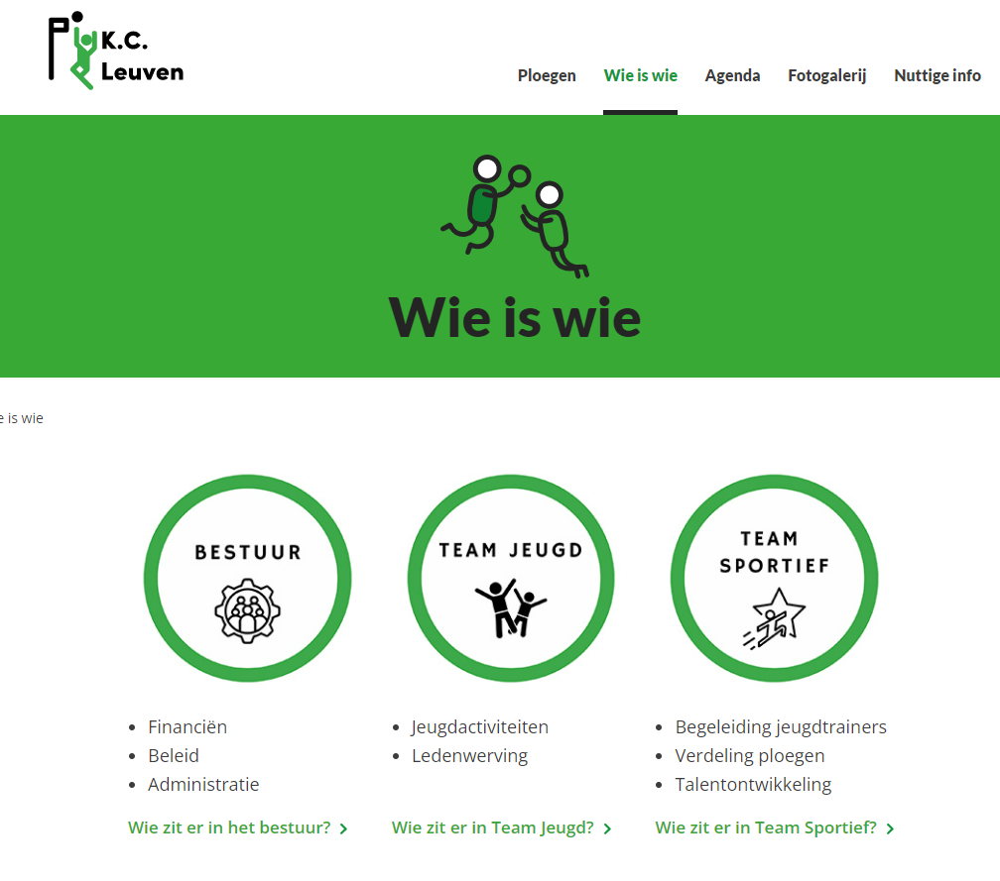 K.C.
Leuven
Ploegen Wie is wie Agenda Fotogalerij Nuttige info
Wie is wie
e is wie
BESTUUR
TEAM JEUGD
TEAM
SPORTIEF
Financiën
Beleid
Administratie
Wie zit er in het bestuur?
Jeugdactiviteiten
Ledenwerving
Wie zit er in Team Jeugd?
Begeleiding jeugdtrainers
Verdeling ploegen
Talentontwikkeling
Wie zit er in Team Sportief?